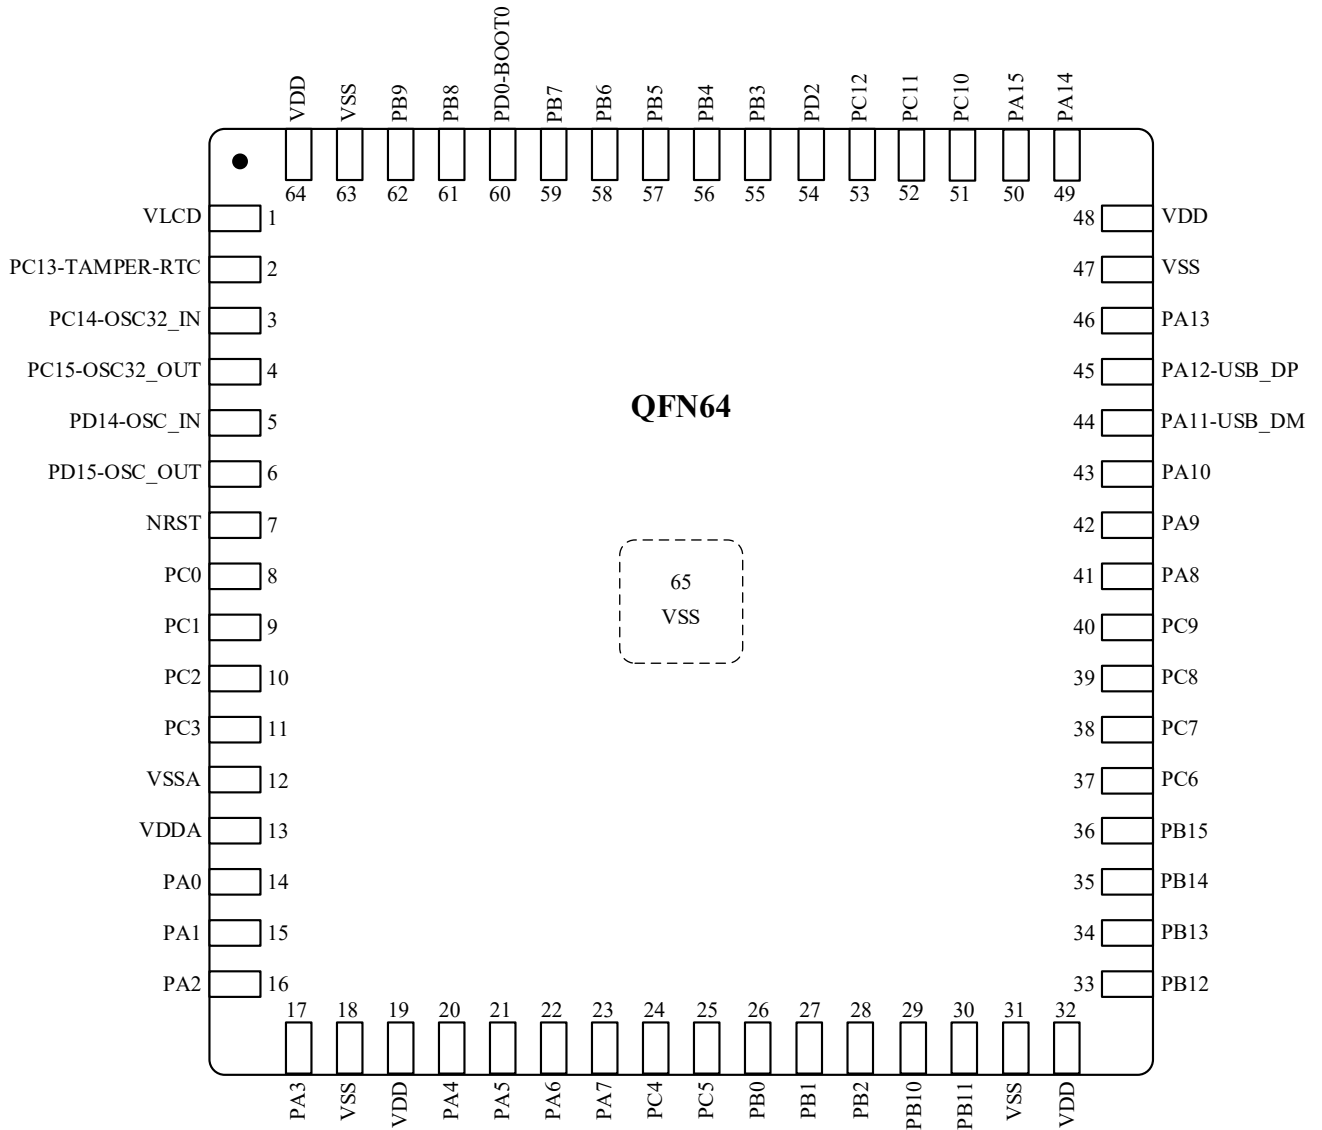 VDD VSS PB9 PB8 PD0-BOOT0 PB7 PB6 PB5 PB4 PB3 PD2 PC12 PC11 PC10 PA15 PA14
64 63 62 61 60 59 58 57 56 55 54 53 52 51 50 49
VLCD 1 48 VDD
PC13-TAMPER-RTC 2 47 VSS
PC14-OSC32_IN 3 46 PA13
PC15-OSC32_OUT 4 45 PA12-USB_DP
QFN64
PD14-OSC_IN 5 44 PA11-USB_DM
PD15-OSC_OUT 6 43 PA10
NRST 7 42 PA9
PC0 8 41 PA8
65
VSS
PC1 9 40 PC9
PC2 10 39 PC8
PC3 11 38 PC7
VSSA 12 37 PC6
VDDA 13 36 PB15
PA0 14 35 PB14
PA1 15 34 PB13
PA2 16 33 PB12
17 18 19 20 21 22 23 24 25 26 27 28 29 30 31 32
PA3 VSS VDD PA4 PA5 PA6 PA7 PC4 PC5 PB0 PB1 PB2 PB10 PB11 VSS VDD